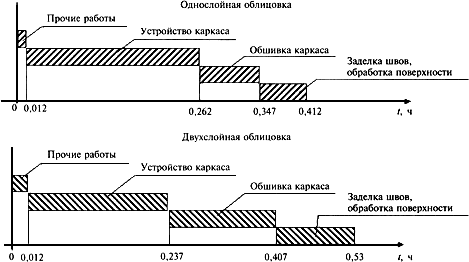 Однослойная облицовка
Прочие работы
Устройство каркаса
Обшивка каркаса
Заделка швов,
обработка поверхности
0 0,012 0,262 0,347 0,412 t, ч
Двухслойная облицовка
Прочие работы
Устройство каркаса
Обшивка каркаса
Заделка швов,
обработка поверхности
0 0,012 0,237 0,407 0,53 t, ч